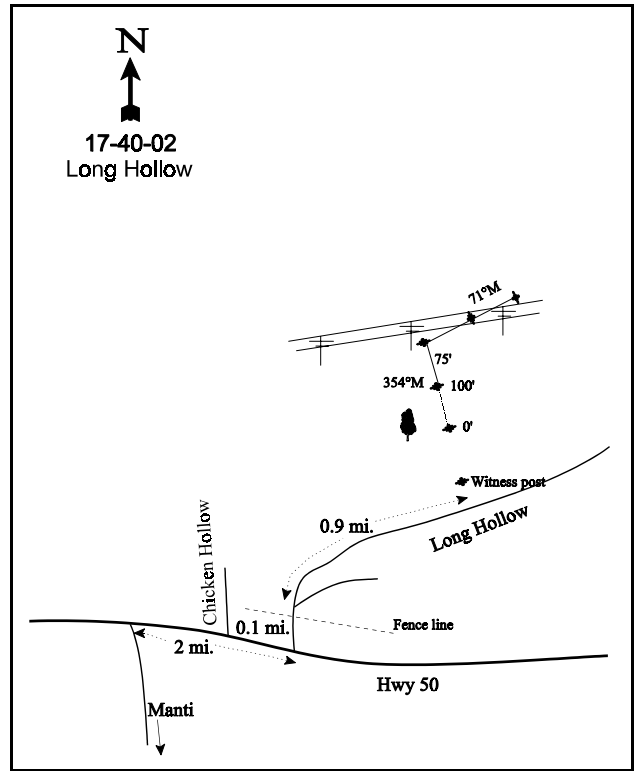 N
17-40-02
Long Hollow
71°M
75'
354°M
100'
0'
Witness post
0.9 mi.
Long Hollow
Chicken Hollow
0.1 mi.
Fence line
2 mi.
Hwy 50
Manti